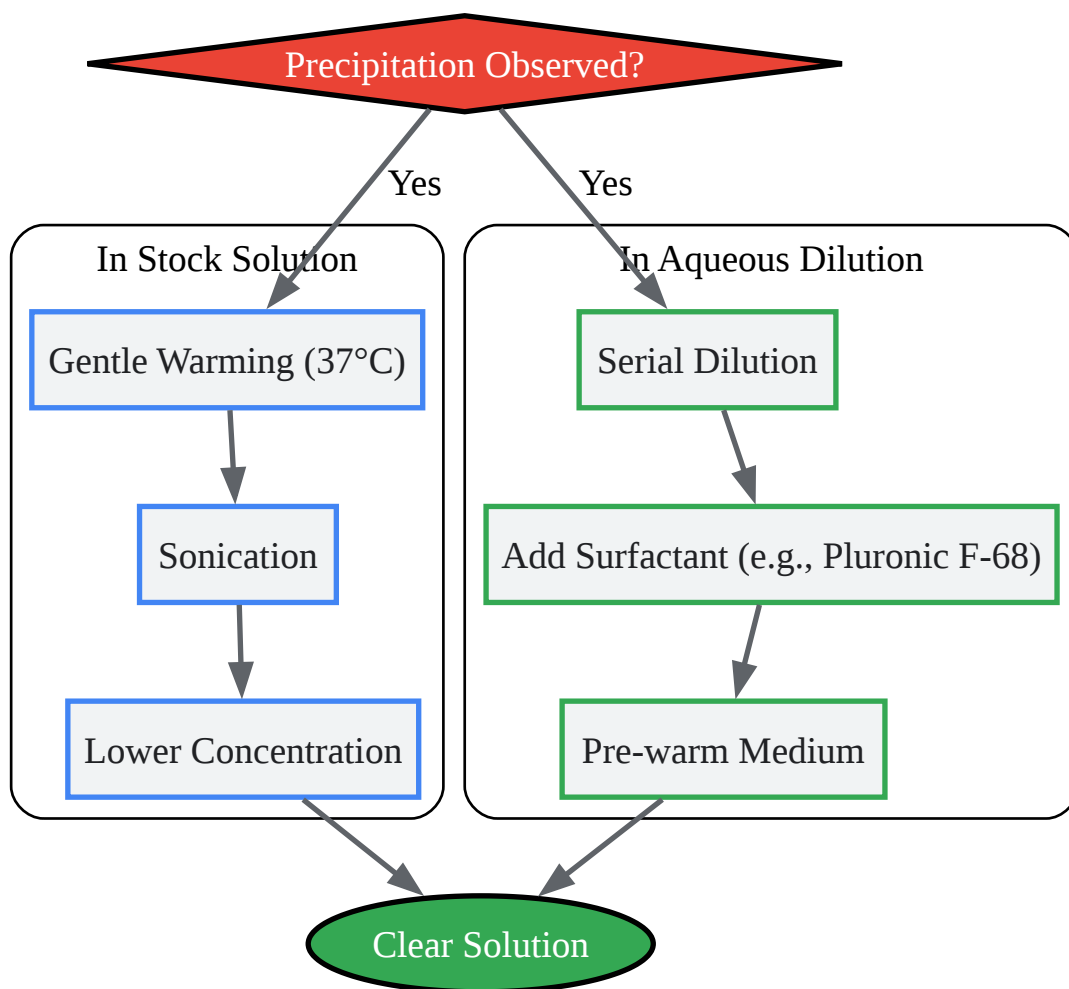 Precipitation Observed?
Yes
Yes
In Stock Solution
In Aqueous Dilution
Gentle Warming (37°C)
Serial Dilution
Sonication
Add Surfactant (e.g., Pluronic F-68)
Lower Concentration
Pre-warm Medium
Clear Solution